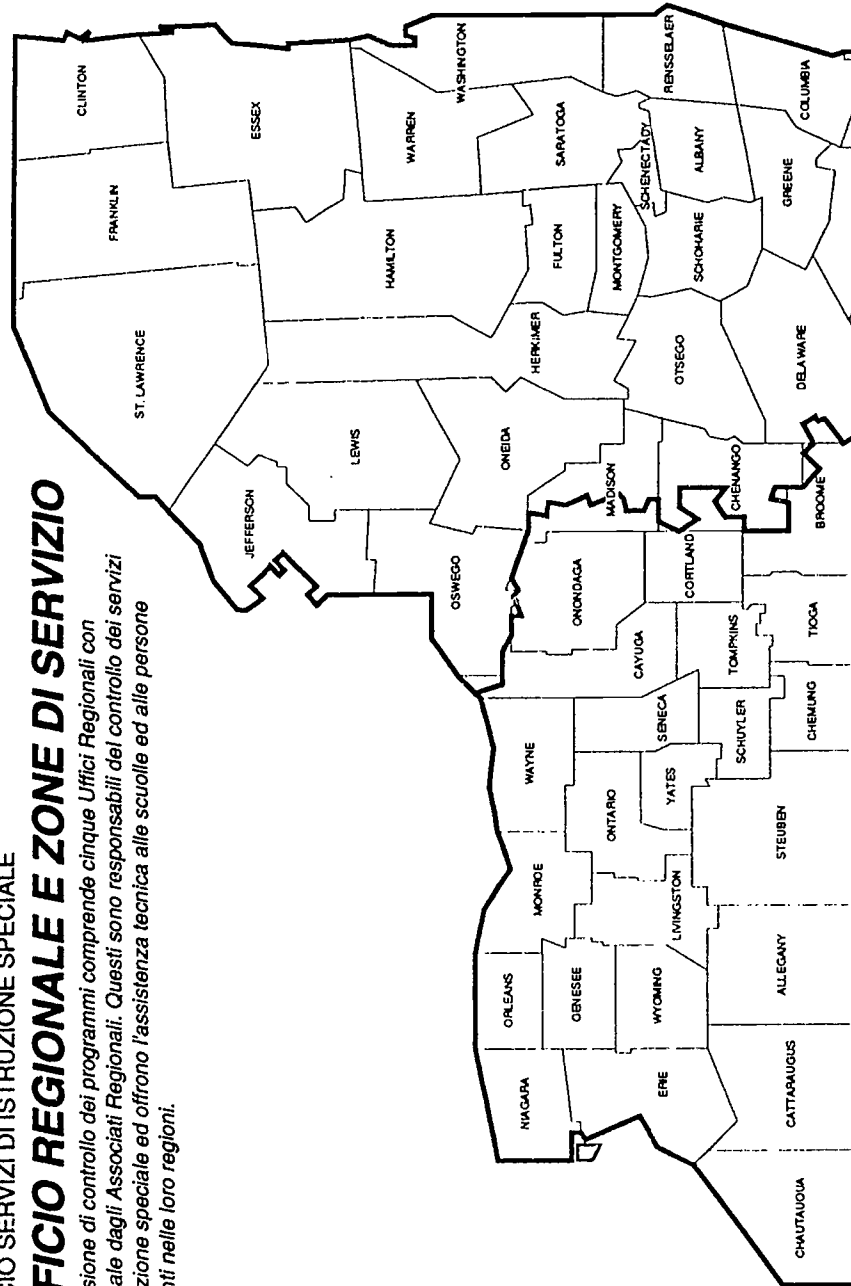 CIO SERVIZI DI ISTRUZIONE SPECIALE
FICIO REGIONALE E ZONE DI SERVIZIO
sione di controllo dei programmi comprende cinque Uffici Regionali con
ale dagli Associati Regionali. Questi sono responsabili del controllo dei servizi
zione speciale ed offrono l'assistenza tecnica alle scuolle ed alle persone
nti nelle loro regioni.
CLINTON
FRANKLIN
ST. LAWRENCE
ESSEX
JEFFERSON
LEWIS
HAMILTON
WARREN
WASHINGTON
OSWEGO
ONEIDA
HERKIMER
FULTON
SARATOGA
MONTGOMERY
SCHENECTADY
RENSSELAER
ALBANY
SCHOHARIE
OTSEGO
MADISON
ONONDAGA
CAYUGA
WAYNE
MONROE
ORLEANS
NIAGARA
GENESEE
ERIE
WYOMING
LIVINGSTON
ONTARIO
YATES
SENECA
CORTLAND
CHENANGO
TOMPKINS
SCHUYLER
COLUMBIA
GREENE
DELAWARE
BROOME
TIOGA
CHEMUNG
STEUBEN
ALLEGANY
CATTARAUGUS
CHAUTAUQUA